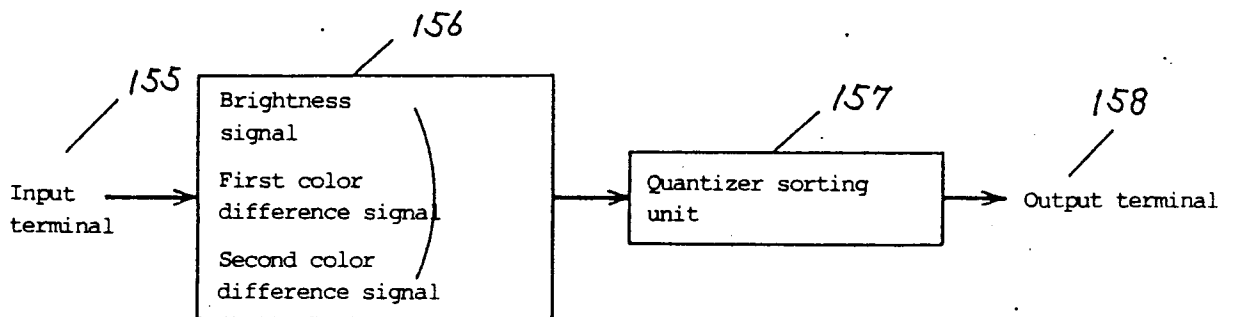 156
155
Brightness
signal
157
158
First color
difference signal
Input
terminal
Quantizer sorting
unit
Output terminal
Second color
difference signal